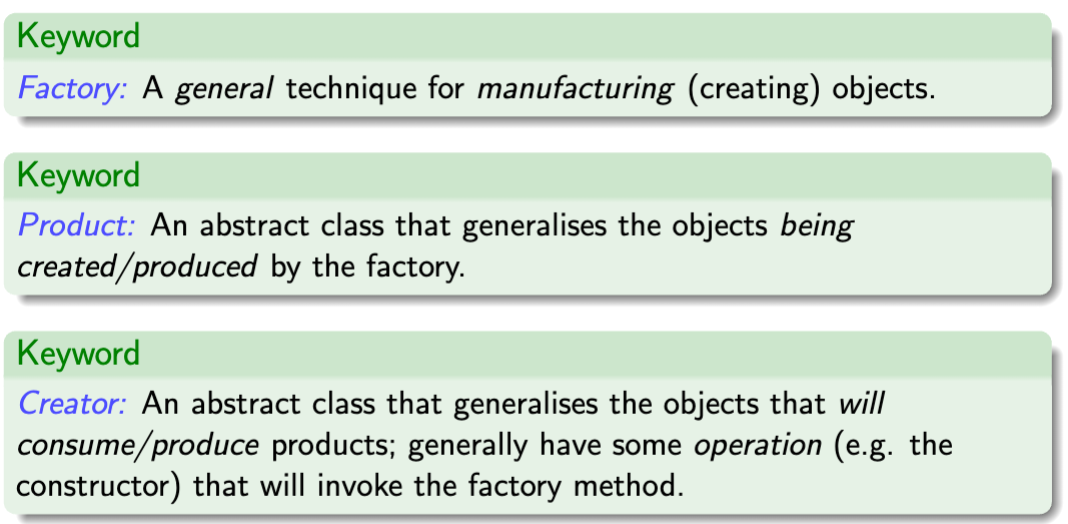 Keyword
Factory: A general technique for manufacturing (creating) objects.
Keyword
Product: An abstract class that generalises the objects being
created/produced by the factory.
Keyword
Creator: An abstract class that generalises the objects that will
consume/produce products; generally have some operation (e.g. the
constructor) that will invoke the factory method.